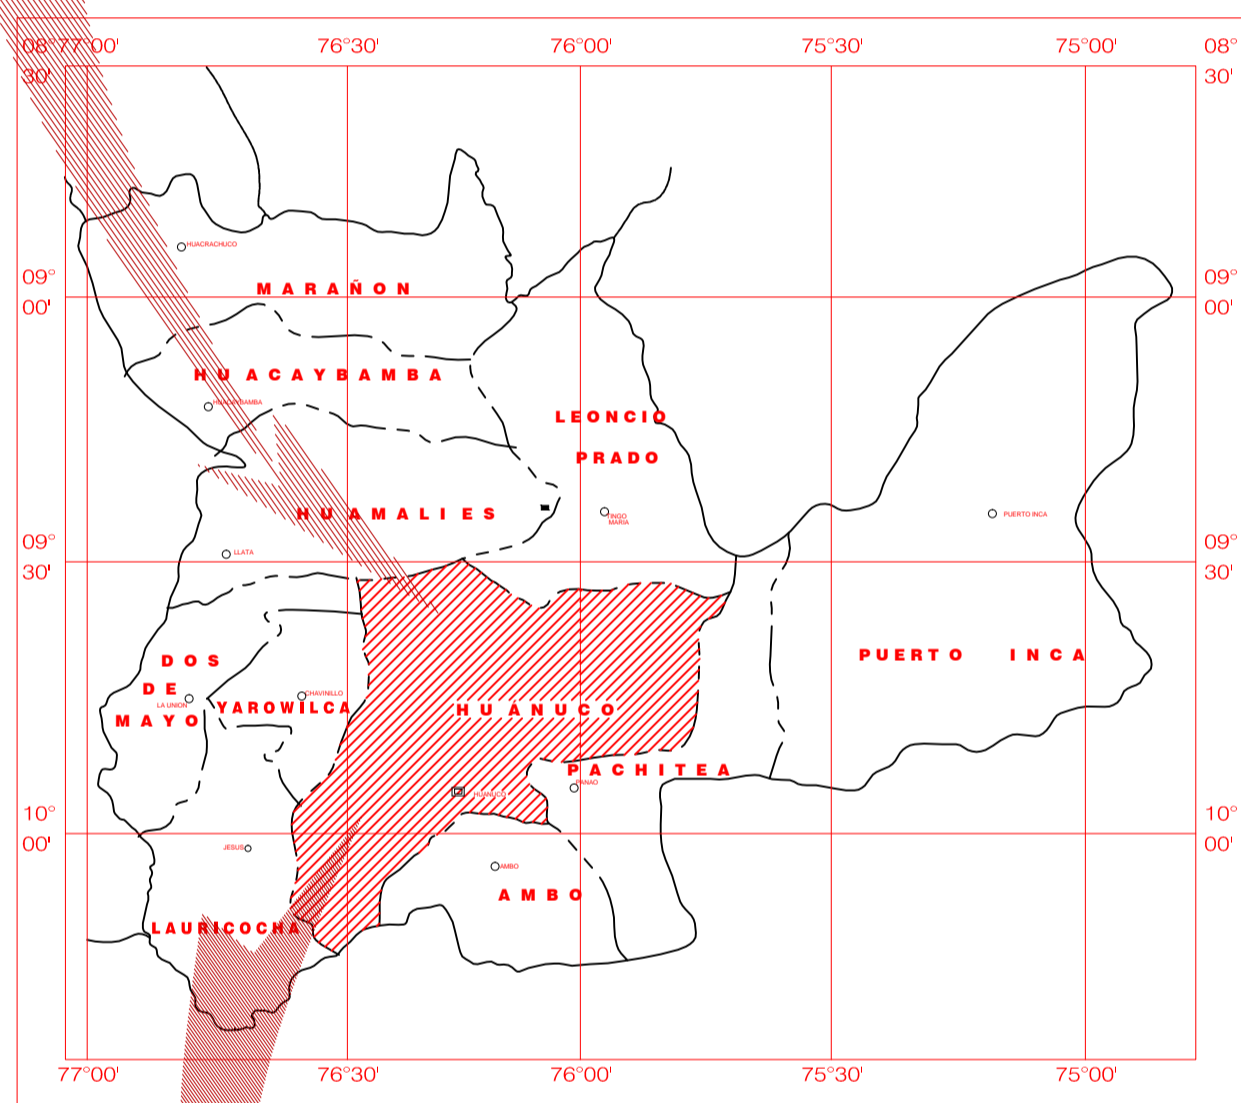 08° 77°00' 76°30' 76°00' 75°30' 75°00' 08°
30' 30'
HUACRACHUCO
MARAÑON
09° 09°
00' 00'
HUACAYBAMBA
HUACAYBAMBA
LEONCIO
PRADO
HUAMALIES
TINGO
MARIA
PUERTO INCA
09° 09°
30' 30'
LLATA
DOS
DE
MAYO
LA UNION
CHAVINILLO
YAROWILCA
HUÁNUCO
PUERTO INCA
PACHITEA
PANAO
HUANUCO
10° 10°
00' 00'
JESUS
AMBO
AMBO
LAURICOCHA
77°00' 76°30' 76°00' 75°30' 75°00'